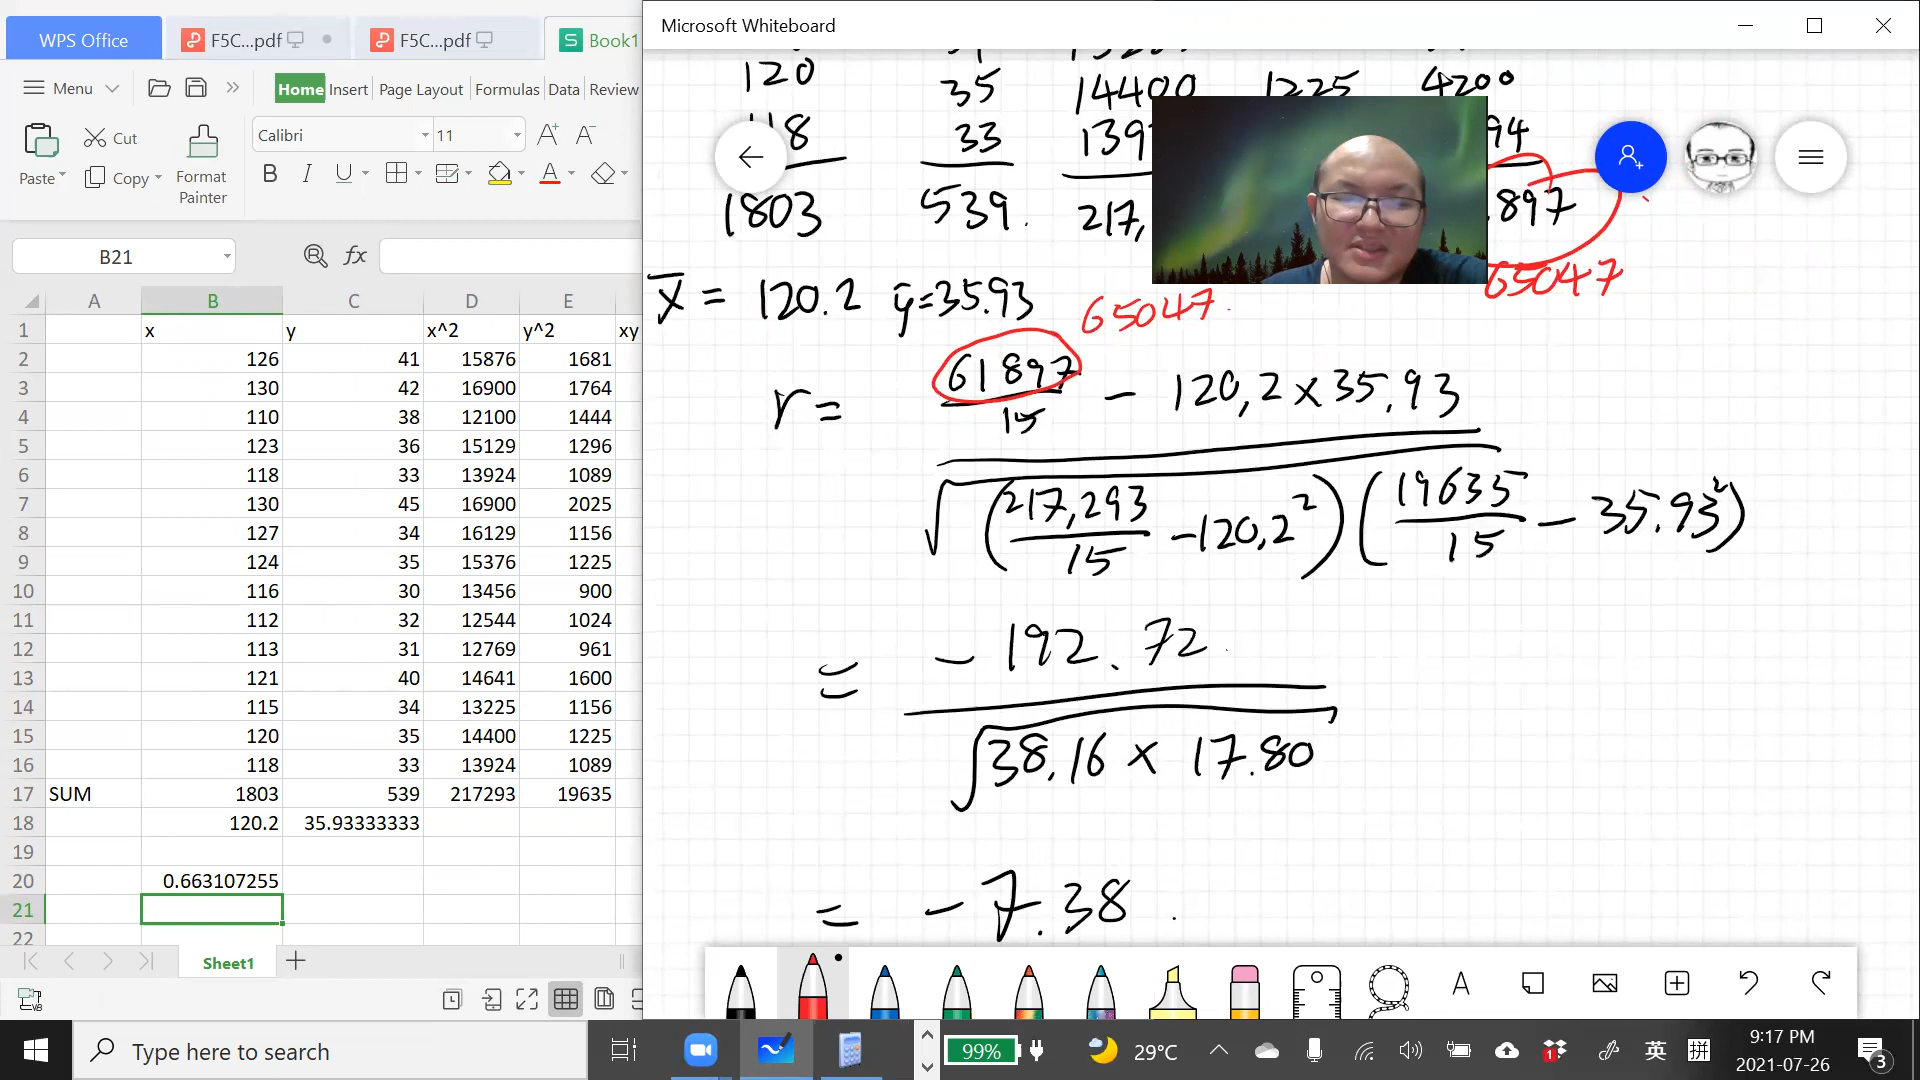 Microsoft Whiteboard
WPS Office
F5C...pdf
F5C...pdf
Book1
Menu
Home Insert Page Layout Formulas Data Review
Paste
Cut
Copy
Format Painter
Calibri
11
B I U A
B21
fx
A B C D E
1 x y x^2 y^2 xy
2 126 41 15876 1681
3 130 42 16900 1764
4 110 38 12100 1444
5 123 36 15129 1296
6 118 33 13924 1089
7 130 45 16900 2025
8 127 34 16129 1156
9 124 35 15376 1225
10 116 30 13456 900
11 112 32 12544 1024
12 113 31 12769 961
13 121 40 14641 1600
14 115 34 13225 1156
15 120 35 14400 1225
16 118 33 13924 1089
17 SUM 1803 539 217293 19635
18 120.2 35.93333333
19
20 0.663107255
21
22
Sheet1
120 35 14400 1225 4200
18 33 139 94
1803 539. 217, 897
65047
x̅ = 120.2 y̅=35.93 65047.
r= 61897/15 - 120,2×35.93
√(217,293/15 -120,2²)(19635/15 - 35.93²)
= -192.72.
√38,16 × 17.80
= -7.38.
Type here to search
99%
29°C
英
拼
9:17 PM
2021-07-26
1
3